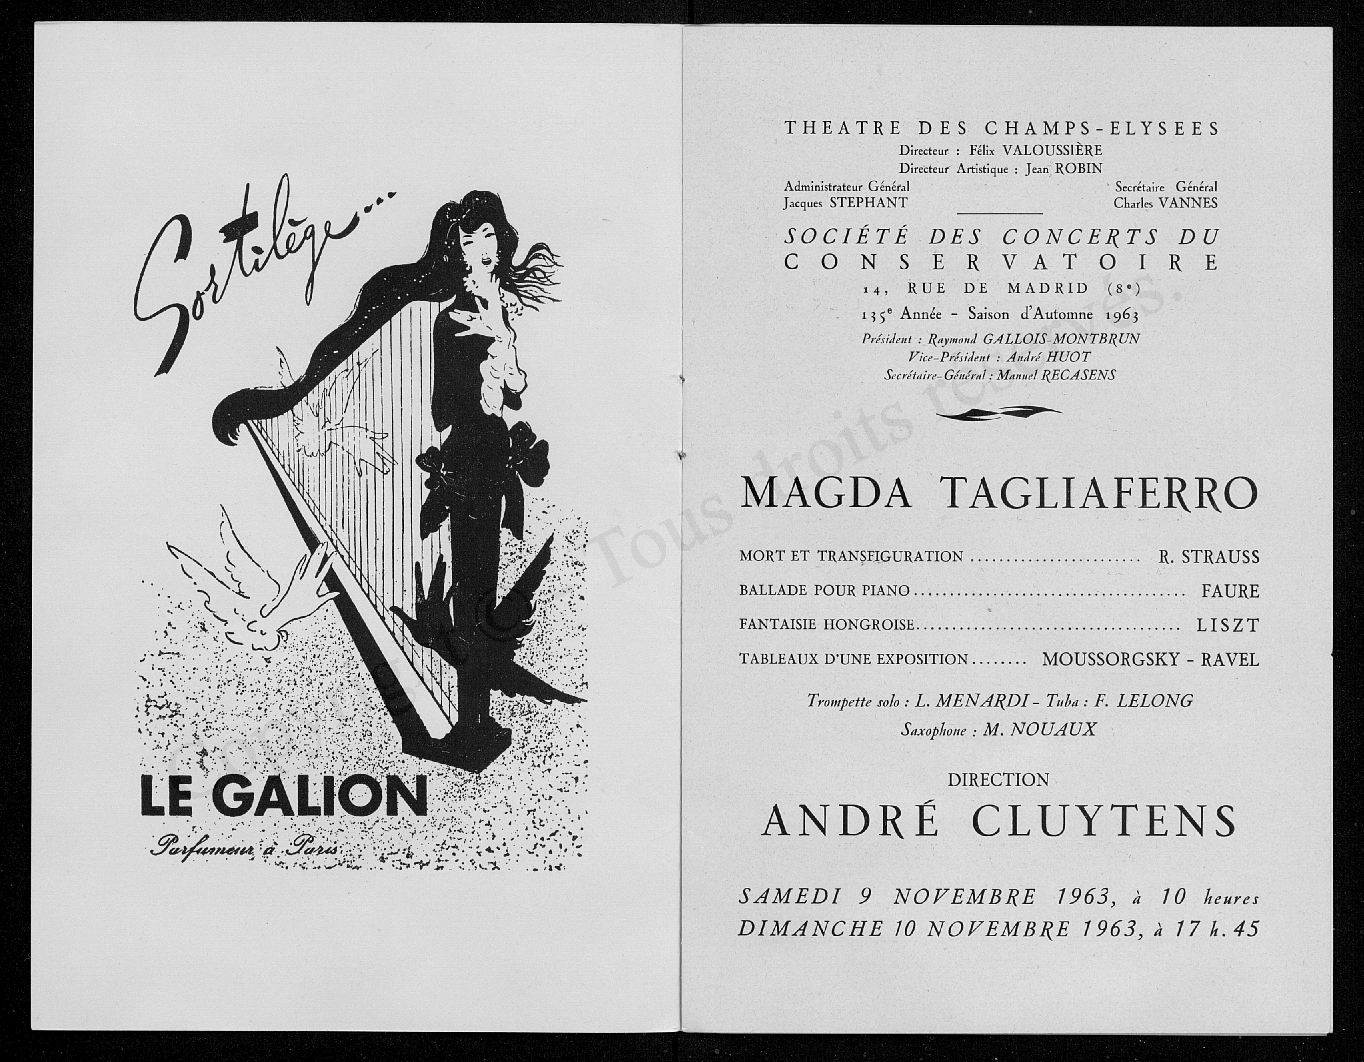 Sortilège...
LE GALION
Parfumeur à Paris
THEATRE DES CHAMPS-ELYSEES
Directeur : Félix VALOUSSIÈRE
Directeur Artistique : Jean ROBIN
Administrateur Général
Jacques STEPHANT
Secrétaire Général
Charles VANNES
SOCIÉTÉ DES CONCERTS DU
CONSERVATOIRE
14, RUE DE MADRID (8e)
135e Année - Saison d'Automne 1963
Président : Raymond GALLOIS-MONTBRUN
Vice-Président : André HUOT
Secrétaire-Général : Manuel RECASENS
MAGDA TAGLIAFERRO
MORT ET TRANSFIGURATION ........................ R. STRAUSS
BALLADE POUR PIANO ...................................... FAURE
FANTAISIE HONGROISE..................................... LISZT
TABLEAUX D'UNE EXPOSITION........ MOUSSORGSKY - RAVEL
Trompette solo : L. MENARDI - Tuba : F. LELONG
Saxophone : M. NOUAUX
DIRECTION
ANDRÉ CLUYTENS
SAMEDI 9 NOVEMBRE 1963, à 10 heures
DIMANCHE 10 NOVEMBRE 1963, à 17 h. 45
Copyright © Tous droits réservés.